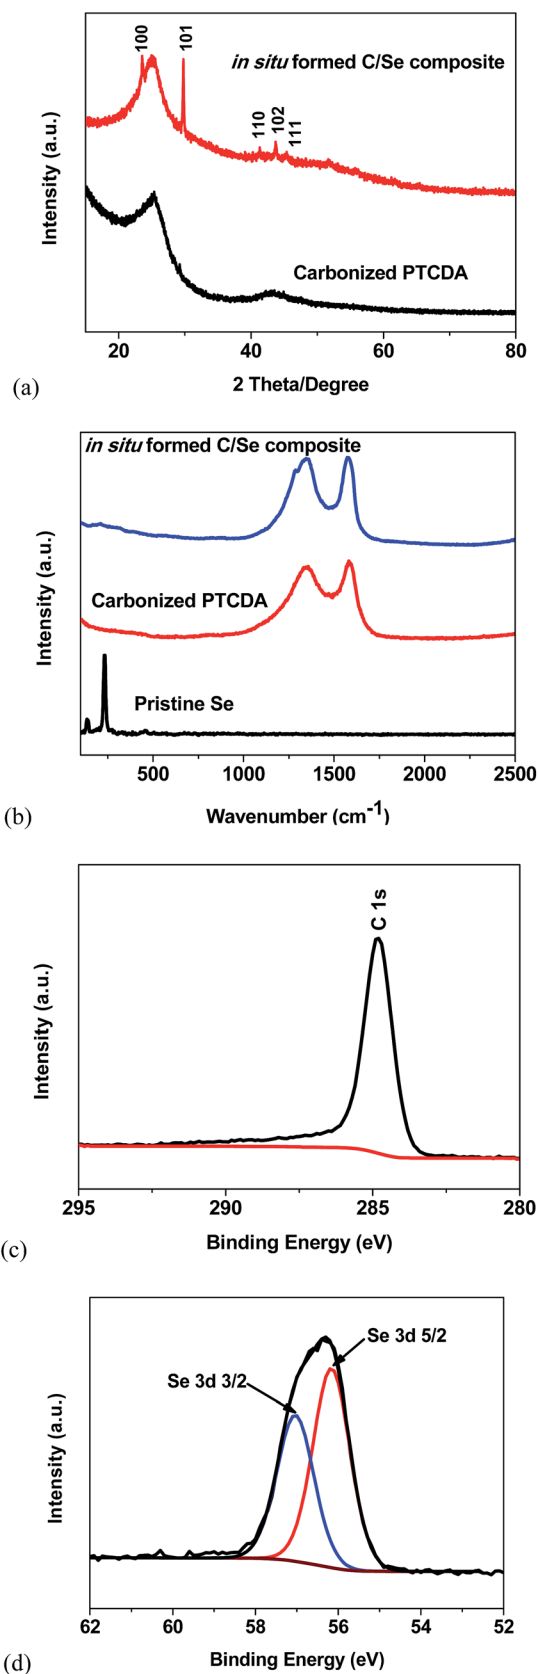 100
101
in situ formed C/Se composite
110
102
111
Carbonized PTCDA
Intensity (a.u.)
20 40 60 80
2 Theta/Degree
(a)
in situ formed C/Se composite
Carbonized PTCDA
Pristine Se
Intensity (a.u.)
500 1000 1500 2000 2500
Wavenumber (cm-1)
(b)
C 1s
Intensity (a.u.)
295 290 285 280
Binding Energy (eV)
(c)
Se 3d 5/2
Se 3d 3/2
Intensity (a.u.)
62 60 58 56 54 52
Binding Energy (eV)
(d)